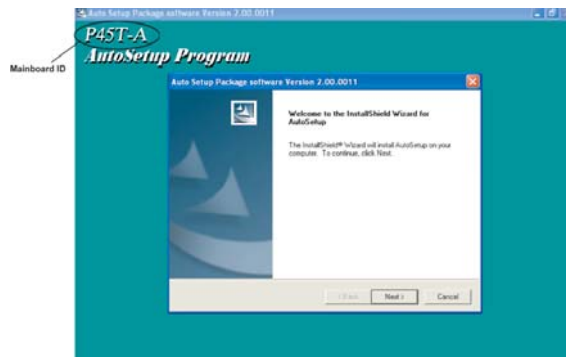 Auto Setup Package software Version 2.00.0011
P45T-A
AutoSetup Program
Mainboard ID
Auto Setup Package software Version 2.00.0011
Welcome to the InstallShield Wizard for
AutoSetup
The InstallShield® Wizard will install AutoSetup on your
computer. To continue, click Next.
< Back
Next >
Cancel